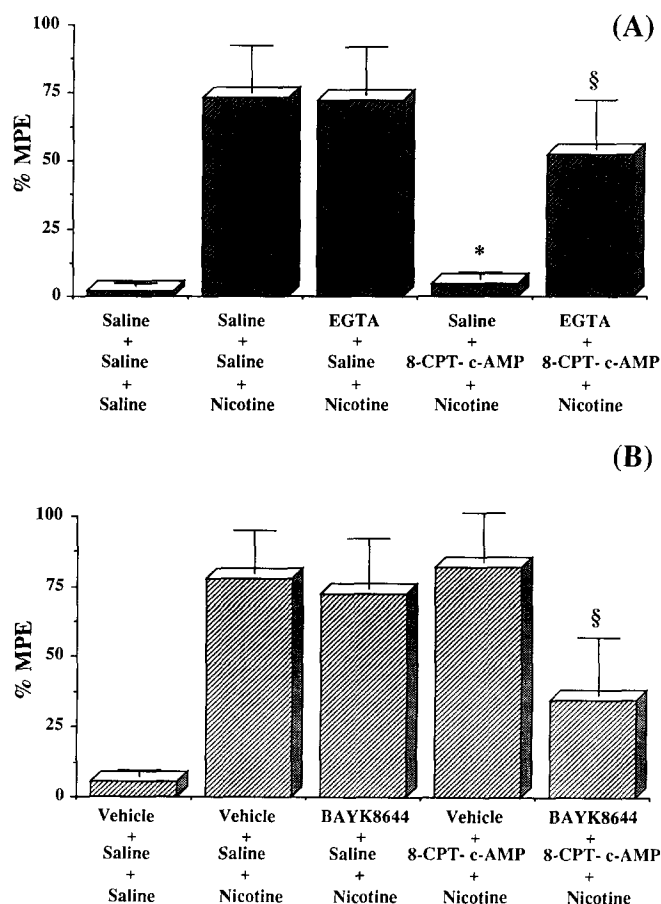 (A)
100
75
50
25
0
% MPE
§
*
Saline Saline EGTA Saline EGTA
+ + + + +
Saline Saline Saline 8-CPT- c-AMP 8-CPT- c-AMP
+ + + + +
Saline Nicotine Nicotine Nicotine Nicotine
(B)
100
75
50
25
0
% MPE
§
Vehicle Vehicle BAYK8644 Vehicle BAYK8644
+ + + + +
Saline Saline Saline 8-CPT- c-AMP 8-CPT- c-AMP
+ + + + +
Saline Nicotine Nicotine Nicotine Nicotine